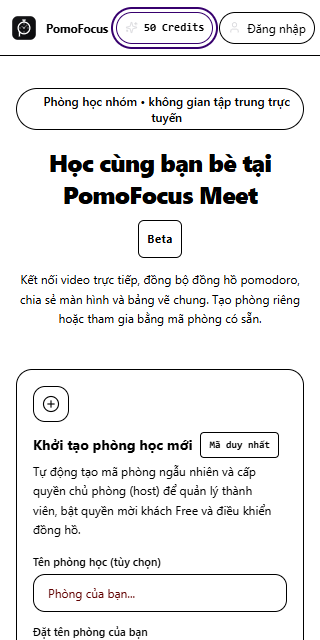 PomoFocus
50 Credits
Đăng nhập
Phòng học nhóm • không gian tập trung trực
tuyến
Học cùng bạn bè tại
PomoFocus Meet
Beta
Kết nối video trực tiếp, đồng bộ đồng hồ pomodoro,
chia sẻ màn hình và bảng vẽ chung. Tạo phòng riêng
hoặc tham gia bằng mã phòng có sẵn.
Khởi tạo phòng học mới
Mã duy nhất
Tự động tạo mã phòng ngẫu nhiên và cấp
quyền chủ phòng (host) để quản lý thành
viên, bật quyền mời khách Free và điều khiển
đồng hồ.
Tên phòng học (tùy chọn)
Phòng của bạn...
Đặt tên phòng của bạn